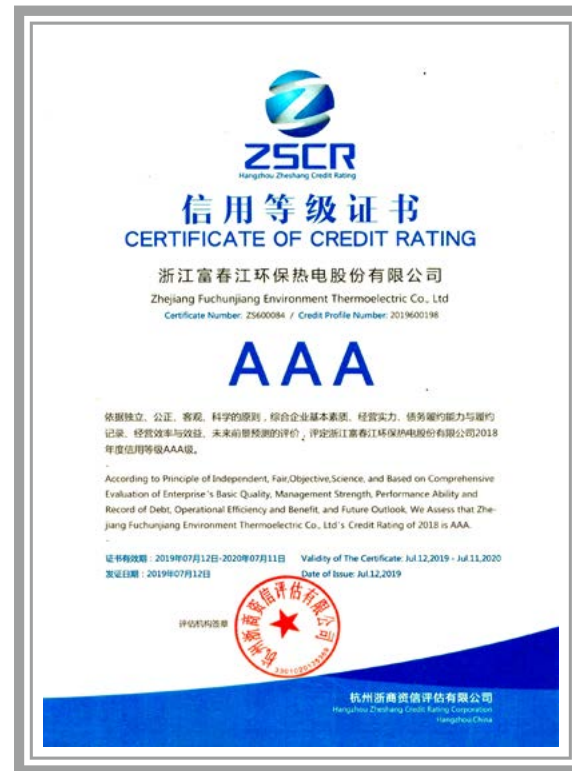 ZSCR
Hangzhou Zheshang Credit Rating
信用等级证书
CERTIFICATE OF CREDIT RATING
浙江富春江环保热电股份有限公司
Zhejiang Fuchunjiang Environment Thermoelectric Co., Ltd
Certificate Number: ZS600084 / Credit Profile Number: 2019600198
AAA
依据独立、公正、客观、科学的原则，综合企业基本素质、经营实力、债务履约能力与履约
记录、经营效率与效益、未来前景预测的评价，评定浙江富春江环保热电股份有限公司2018
年度信用等级AAA级。
According to Principle of Independent, Fair,Objective,Science, and Based on Comprehensive
Evaluation of Enterprise's Basic Quality, Management Strength, Performance Ability and
Record of Debt, Operational Efficiency and Benefit, and Future Outlook, We Assess that Zhe-
jiang Fuchunjiang Environment Thermoelectric Co., Ltd's Credit Rating of 2018 is AAA.
证书有效期：2019年07月12日-2020年07月11日 Validity of The Certificate: Jul.12,2019 - Jul.11,2020
发证日期：2019年07月12日 Date of Issue: Jul.12,2019
评估机构签章
杭州浙商资信评估有限公司
杭州浙商资信评估有限公司
Hangzhou Zheshang Credit Rating Corporation
Hangzhou.China